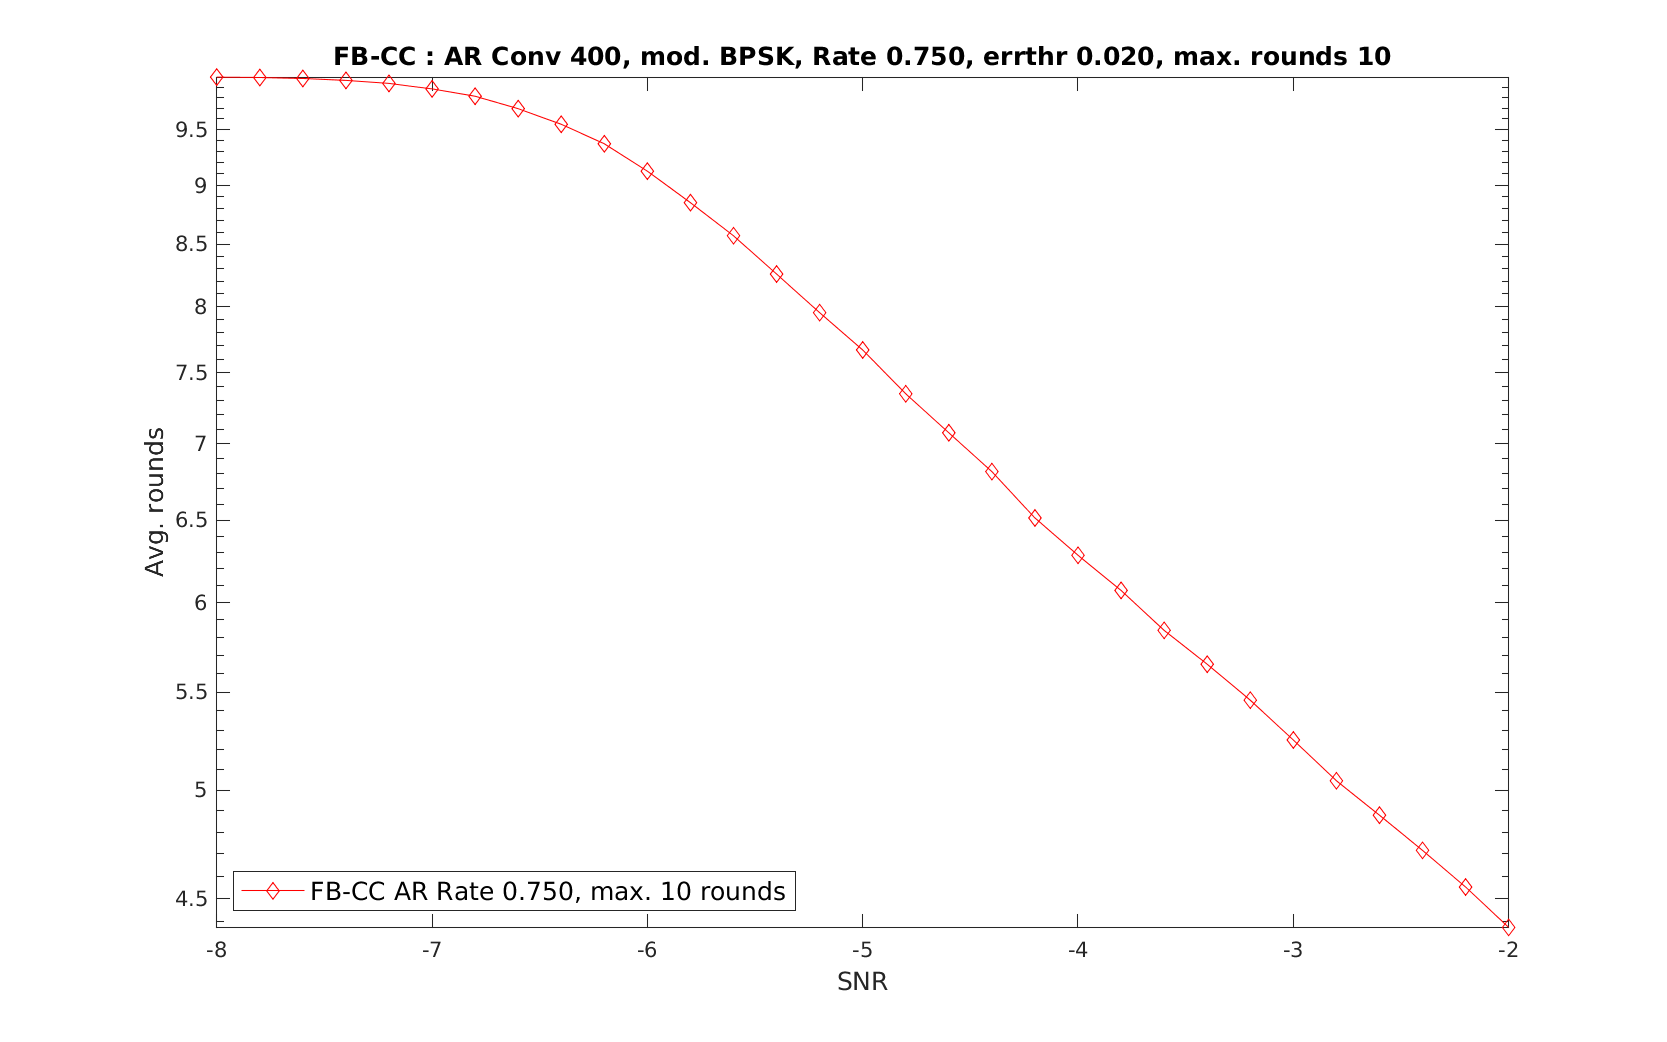 FB-CC : AR Conv 400, mod. BPSK, Rate 0.750, errthr 0.020, max. rounds 10
9.5
9
8.5
8
7.5
7
6.5
6
5.5
5
4.5
Avg. rounds
FB-CC AR Rate 0.750, max. 10 rounds
-8 -7 -6 -5 -4 -3 -2
SNR